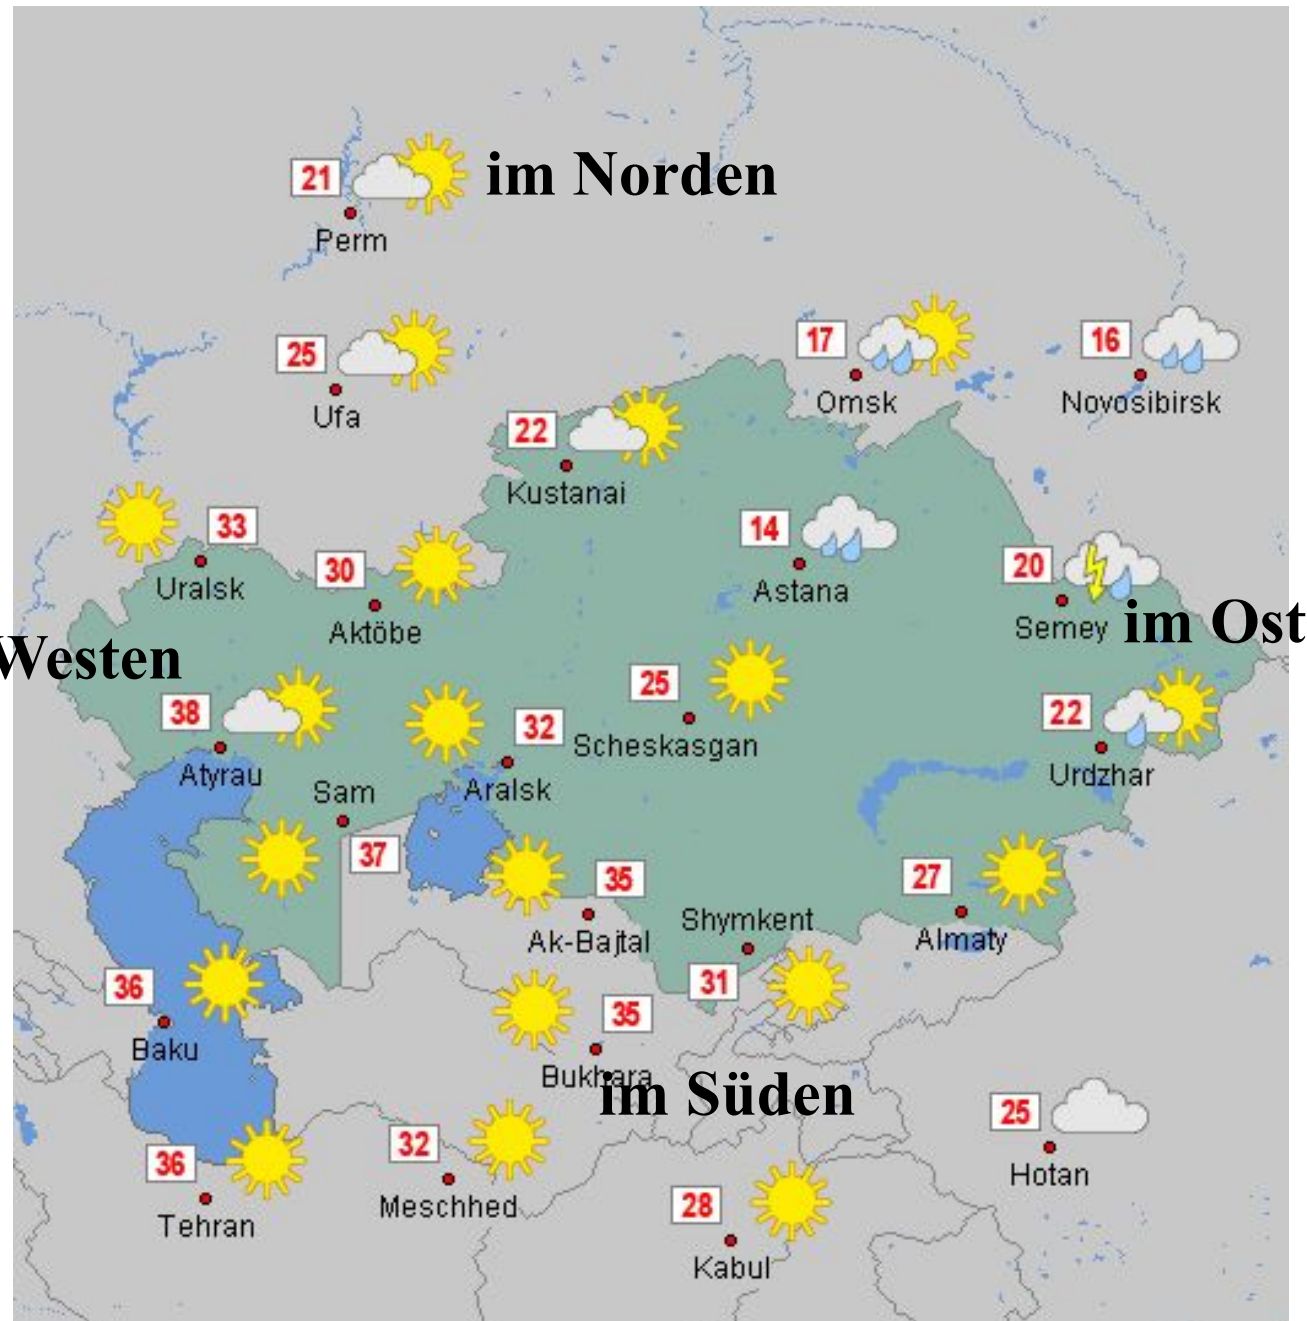 21
im Norden
Perm
25
Ufa
17
Omsk
16
Novosibirsk
22
Kustanai
33
Uralsk
30
Aktöbe
14
Astana
20
Semey
im Ost
Westen
38
Atyrau
32
Aralsk
25
Scheskasgan
22
Urdzhar
Sam
37
35
Ak-Bajtal
27
Almaty
Shymkent
31
36
Baku
35
Bukhara
im Süden
25
Hotan
36
Tehran
32
Meschhed
28
Kabul